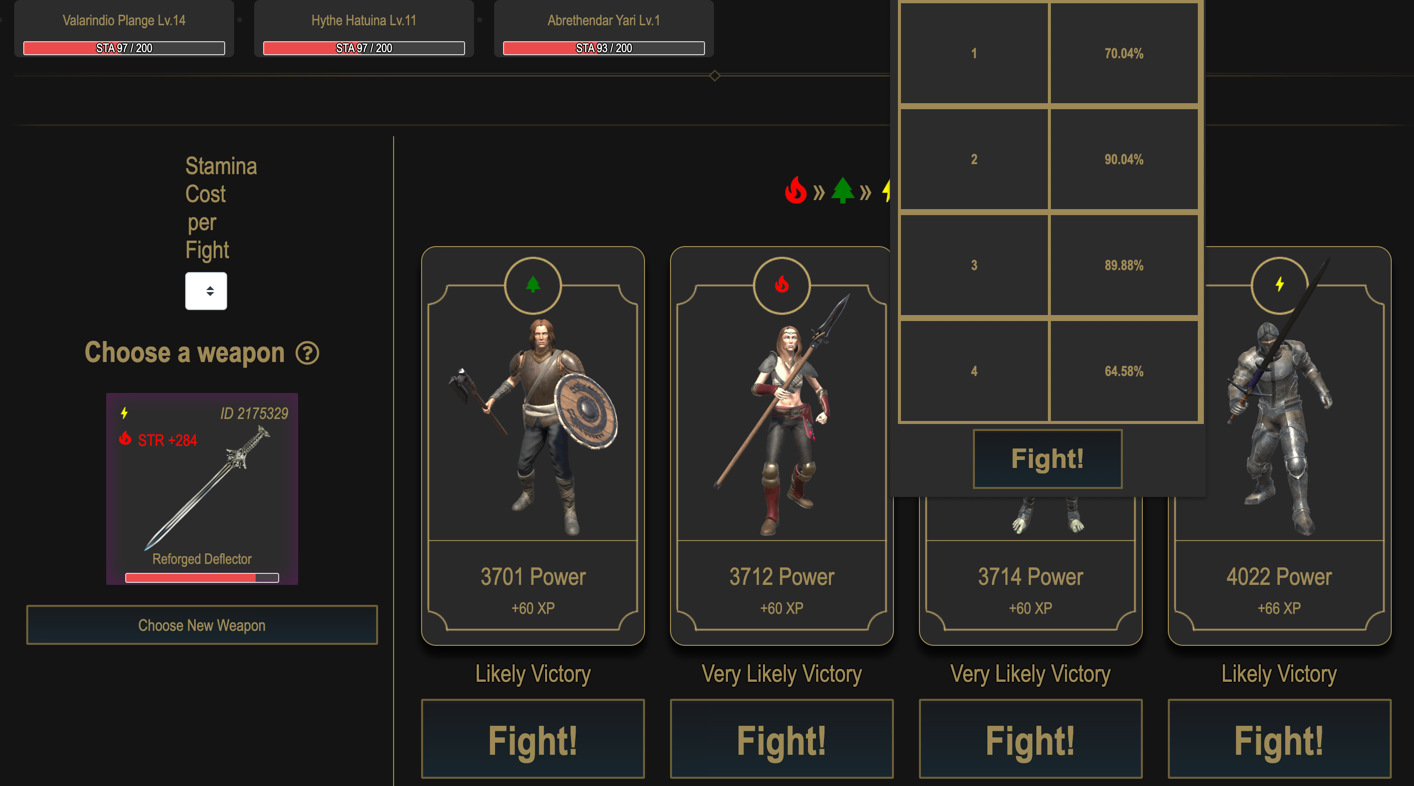 Valarindio Plange Lv.14
STA 97 / 200
Hythe Hatuina Lv.11
STA 97 / 200
Abrethendar Yari Lv.1
STA 93 / 200
Stamina
Cost
per
Fight
Choose a weapon ?
ID 2175329
STR +284
Reforged Deflector
Choose New Weapon
1 70.04%
2 90.04%
3 89.88%
4 64.58%
Fight!
3701 Power
+60 XP
Likely Victory
Fight!
3712 Power
+60 XP
Very Likely Victory
Fight!
3714 Power
+60 XP
Very Likely Victory
Fight!
4022 Power
+66 XP
Likely Victory
Fight!